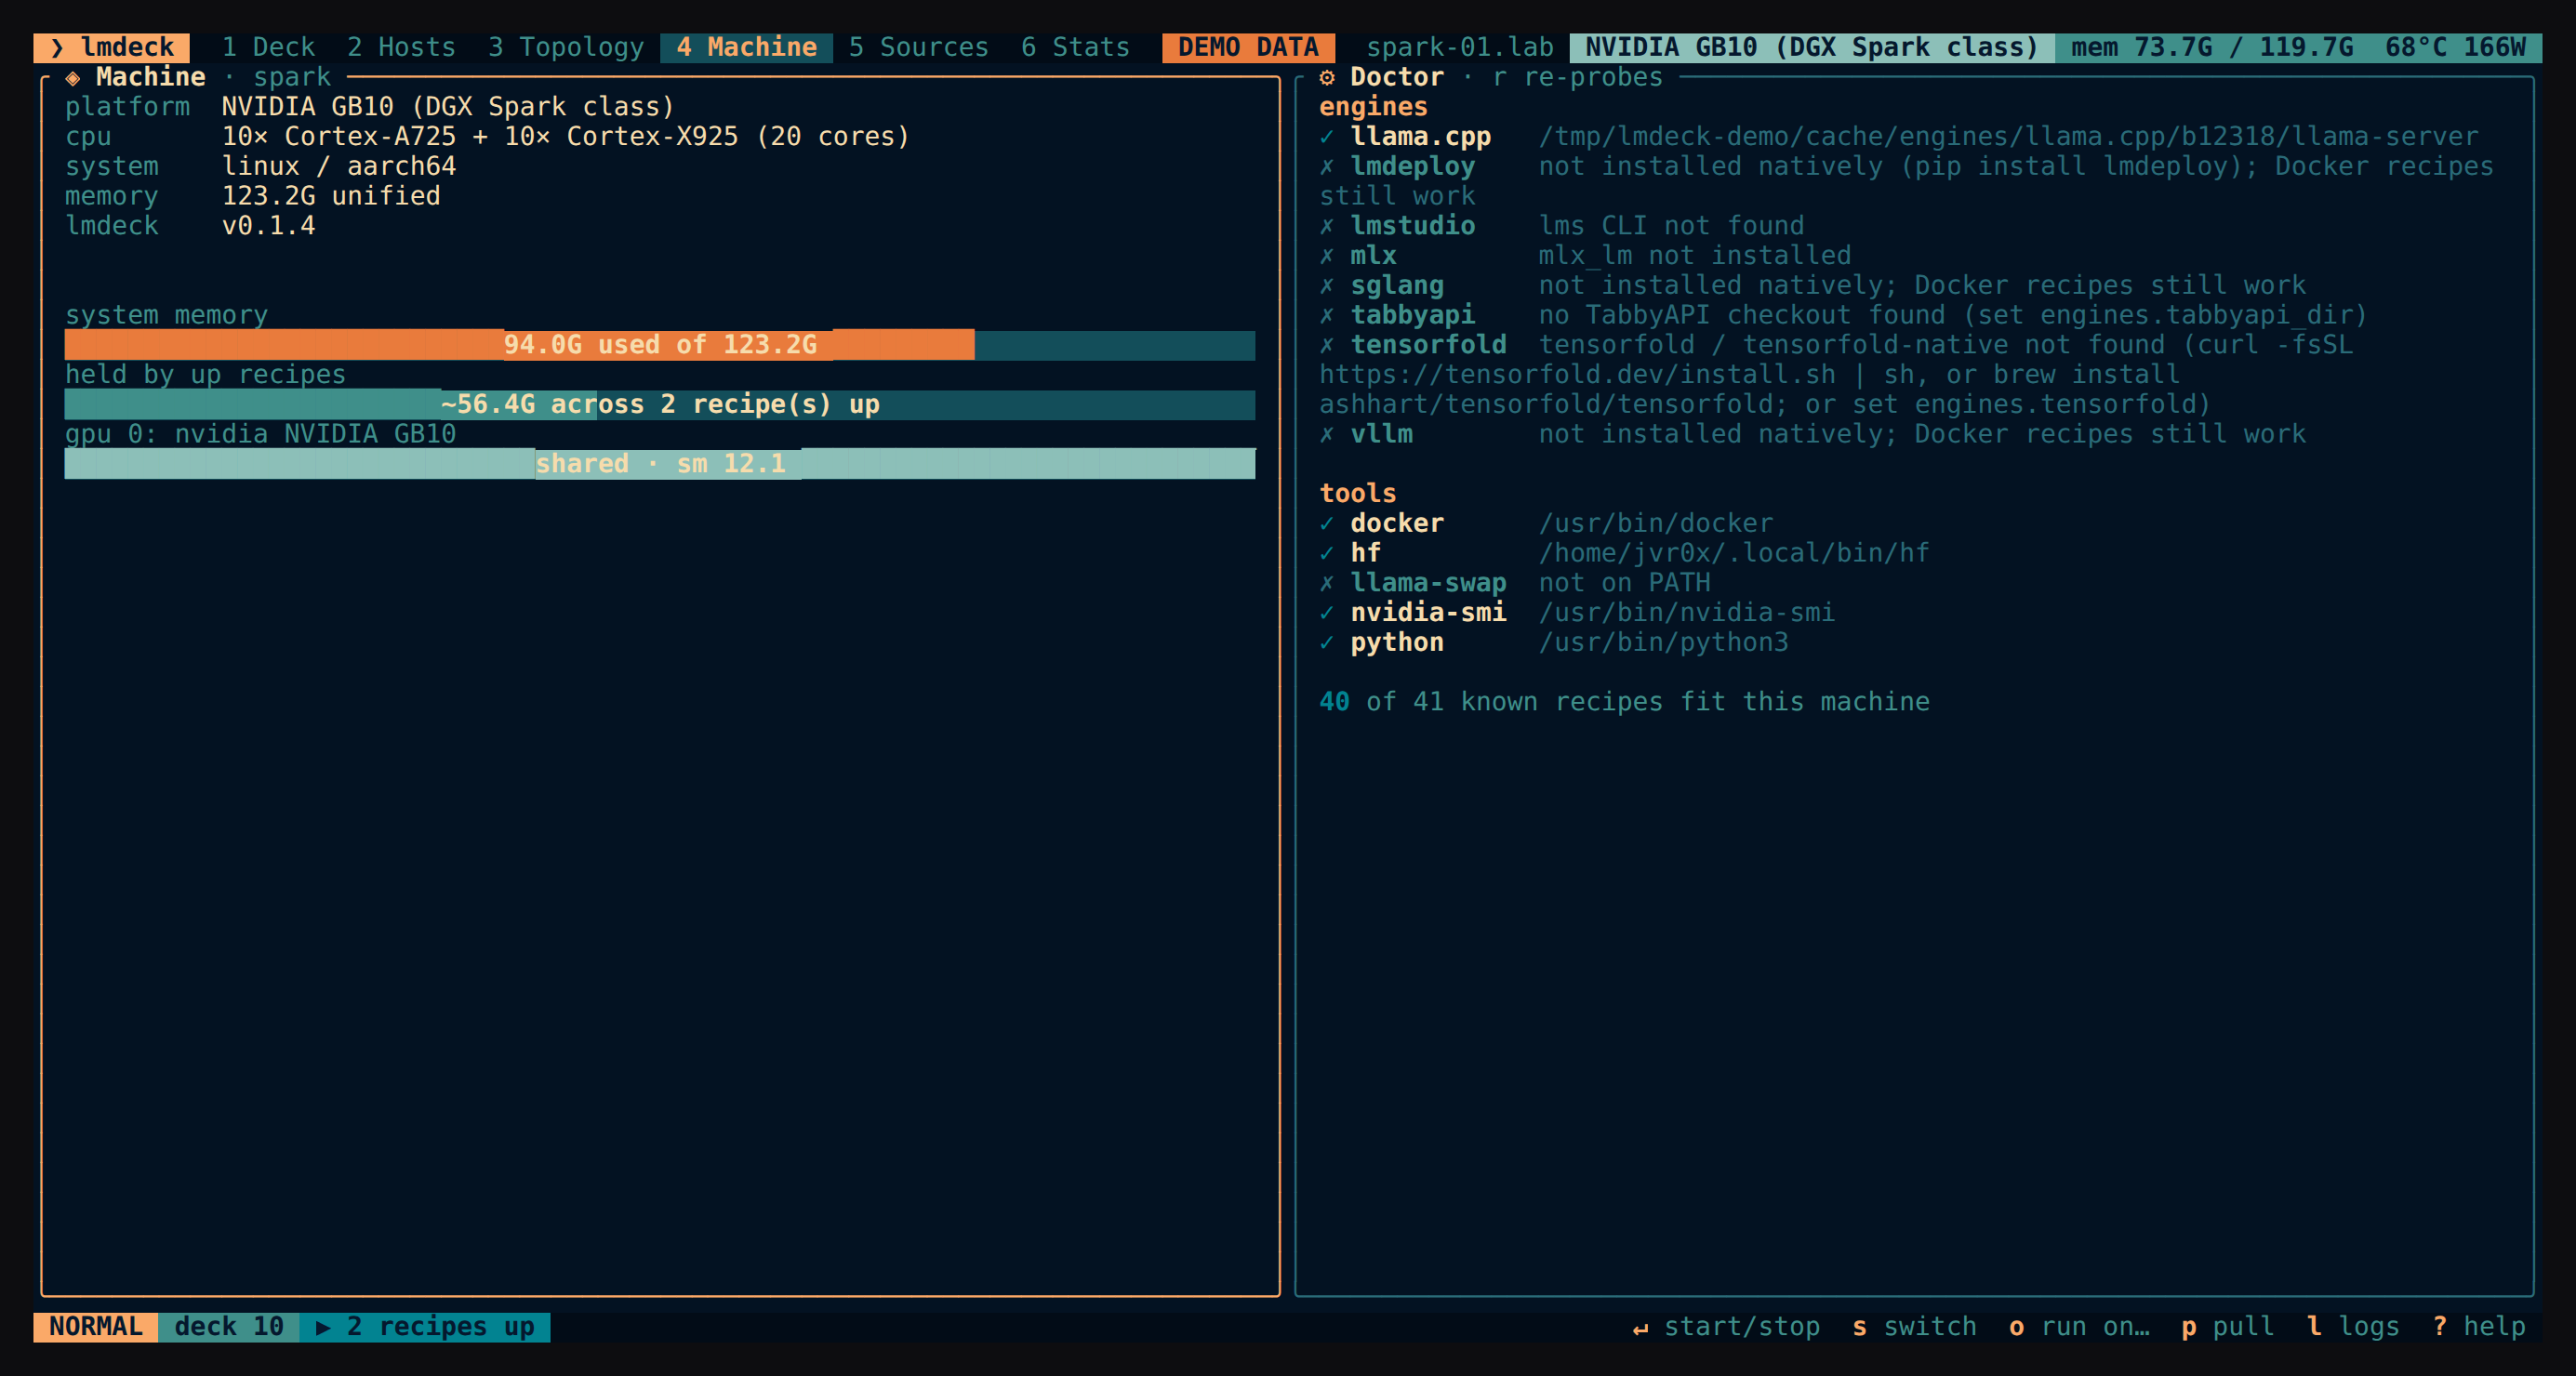 ❯ lmdeck 1 Deck 2 Hosts 3 Topology 4 Machine 5 Sources 6 Stats DEMO DATA spark-01.lab NVIDIA GB10 (DGX Spark class) mem 73.7G / 119.7G 68°C 166W
◈ Machine · spark
platform NVIDIA GB10 (DGX Spark class)
cpu 10× Cortex-A725 + 10× Cortex-X925 (20 cores)
system linux / aarch64
memory 123.2G unified
lmdeck v0.1.4
system memory
94.0G used of 123.2G
held by up recipes
~56.4G across 2 recipe(s) up
gpu 0: nvidia NVIDIA GB10
shared · sm 12.1
⚙ Doctor · r re-probes
engines
✓ llama.cpp /tmp/lmdeck-demo/cache/engines/llama.cpp/b12318/llama-server
✗ lmdeploy not installed natively (pip install lmdeploy); Docker recipes
still work
✗ lmstudio lms CLI not found
✗ mlx mlx_lm not installed
✗ sglang not installed natively; Docker recipes still work
✗ tabbyapi no TabbyAPI checkout found (set engines.tabbyapi_dir)
✗ tensorfold tensorfold / tensorfold-native not found (curl -fsSL
https://tensorfold.dev/install.sh | sh, or brew install
ashhart/tensorfold/tensorfold; or set engines.tensorfold)
✗ vllm not installed natively; Docker recipes still work
tools
✓ docker /usr/bin/docker
✓ hf /home/jvr0x/.local/bin/hf
✗ llama-swap not on PATH
✓ nvidia-smi /usr/bin/nvidia-smi
✓ python /usr/bin/python3
40 of 41 known recipes fit this machine
NORMAL deck 10 ▶ 2 recipes up ↵ start/stop s switch o run on… p pull l logs ? help